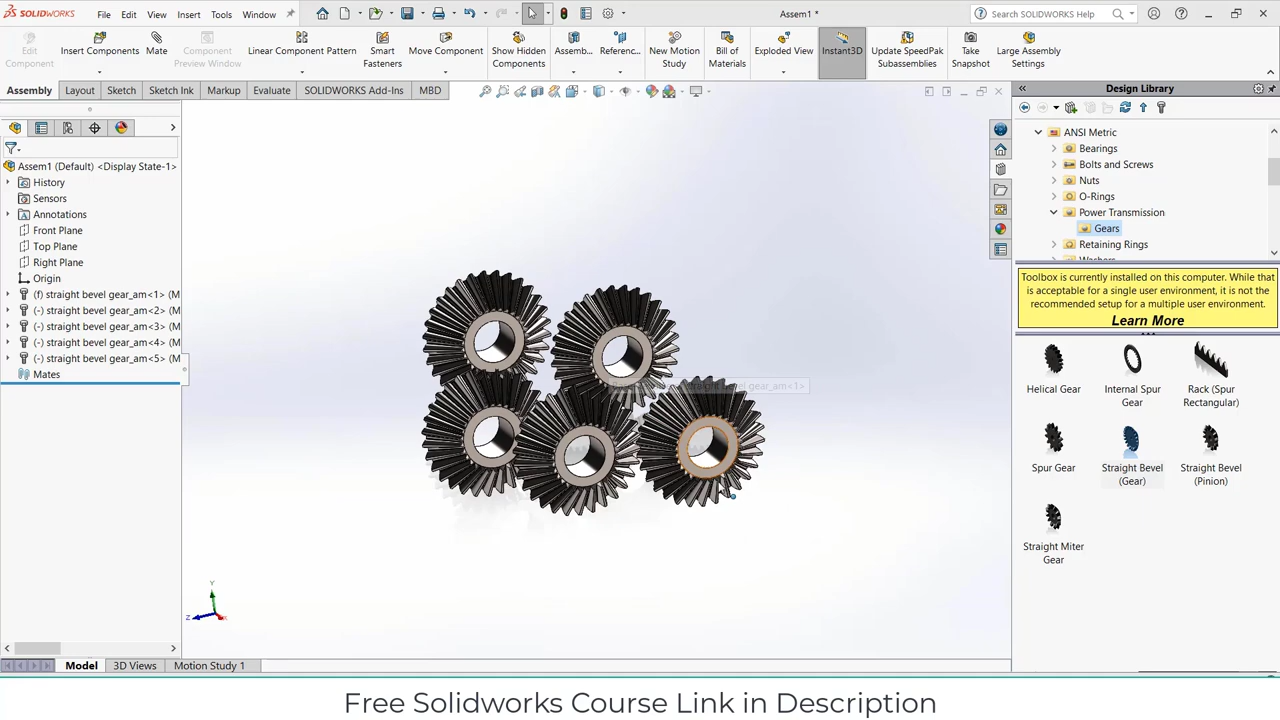 SOLIDWORKS
File
Edit
View
Insert
Tools
Window
Assem1 *
Search SOLIDWORKS Help
Edit
Component
Insert Components
Mate
Component
Preview Window
Linear Component Pattern
Smart
Fasteners
Move Component
Show Hidden
Components
Assemb...
Referenc...
New Motion
Study
Bill of
Materials
Exploded View
Instant3D
Update SpeedPak
Subassemblies
Take
Snapshot
Large Assembly
Settings
Assembly
Layout
Sketch
Sketch Ink
Markup
Evaluate
SOLIDWORKS Add-Ins
MBD
Assem1 (Default) <Display State-1>
History
Sensors
Annotations
Front Plane
Top Plane
Right Plane
Origin
(f) straight bevel gear_am<1> (M
(-) straight bevel gear_am<2> (M
(-) straight bevel gear_am<3> (M
(-) straight bevel gear_am<4> (M
(-) straight bevel gear_am<5> (M
Mates
straight bevel gear_am<1>
Y
Z
Design Library
ANSI Metric
Bearings
Bolts and Screws
Nuts
O-Rings
Power Transmission
Gears
Retaining Rings
Toolbox is currently installed on this computer. While that
is acceptable for a single user environment, it is not the
recommended setup for a multiple user environment.
Learn More
Helical Gear
Internal Spur
Gear
Rack (Spur
Rectangular)
Spur Gear
Straight Bevel
(Gear)
Straight Bevel
(Pinion)
Straight Miter
Gear
Model
3D Views
Motion Study 1
Free Solidworks Course Link in Description